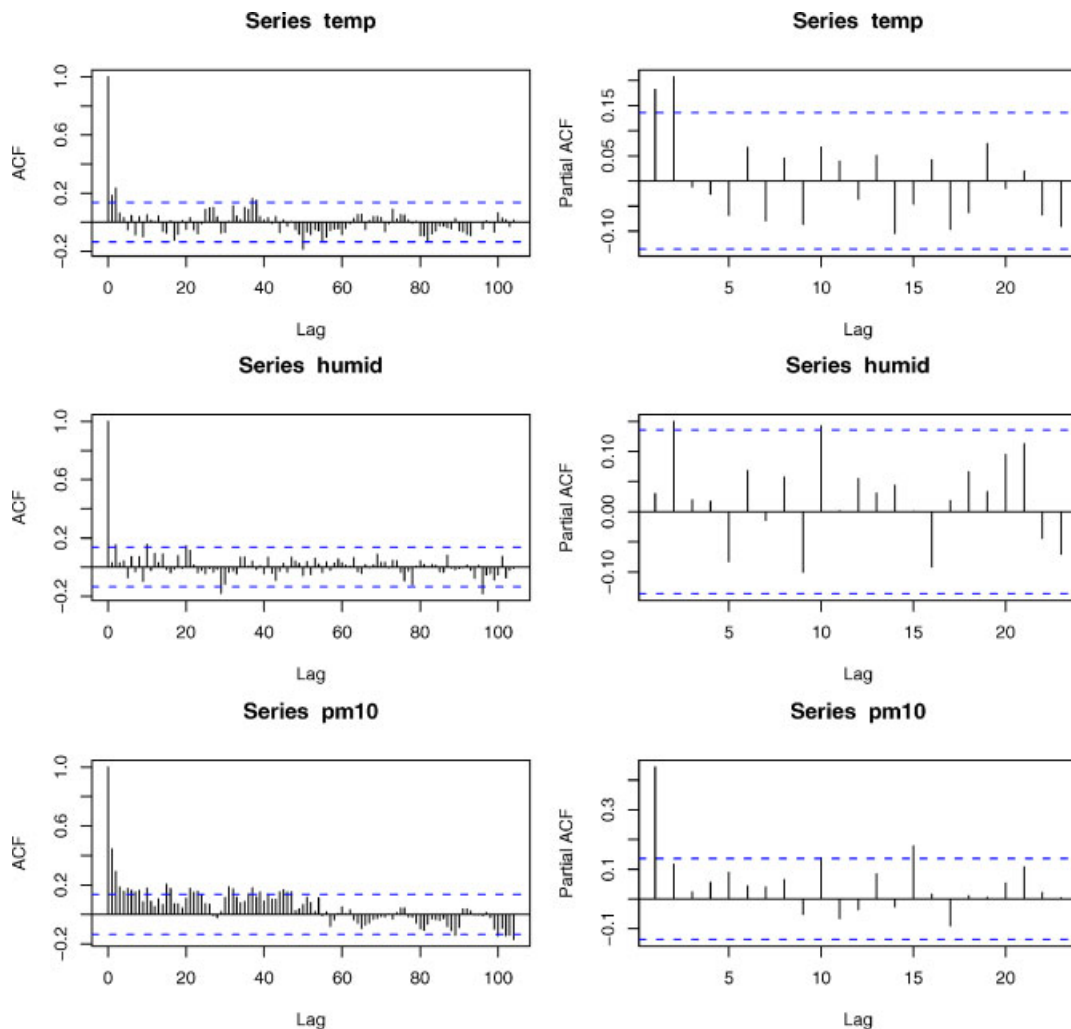 Series temp
ACF
1.0
0.6
0.2
−0.2
0 20 40 60 80 100
Lag
Series temp
Partial ACF
0.15
0.05
−0.10
5 10 15 20
Lag
Series humid
ACF
1.0
0.6
0.2
−0.2
0 20 40 60 80 100
Lag
Series humid
Partial ACF
0.10
0.00
−0.10
5 10 15 20
Lag
Series pm10
ACF
1.0
0.6
0.2
−0.2
0 20 40 60 80 100
Lag
Series pm10
Partial ACF
0.3
0.1
−0.1
5 10 15 20
Lag